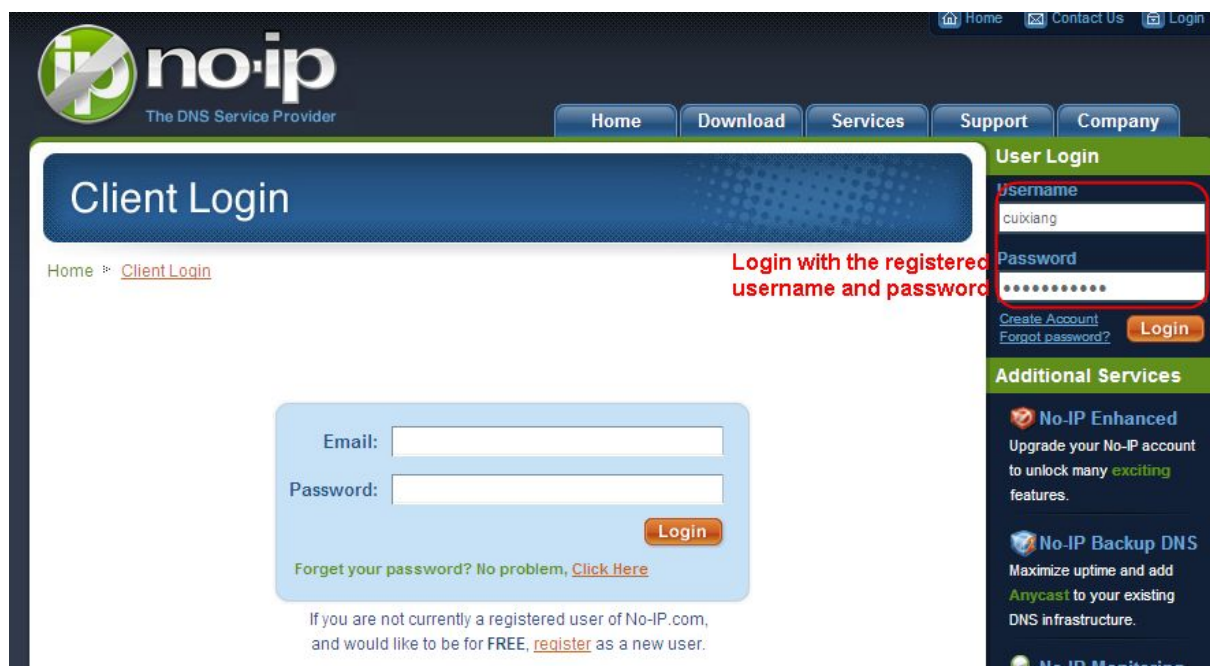 Home Contact Us Login
ip no·ip
The DNS Service Provider
Home Download Services Support Company
Client Login
Home Client Login
Login with the registered
username and password
Email:
Password:
Login
Forget your password? No problem, Click Here
If you are not currently a registered user of No-IP.com,
and would like to be for FREE, register as a new user.
User Login
Username
cuixiang
Password
Create Account
Forgot password?
Login
Additional Services
No-IP Enhanced
Upgrade your No-IP account
to unlock many exciting
features.
No-IP Backup DNS
Maximize uptime and add
Anycast to your existing
DNS infrastructure.
No-IP Monitoring